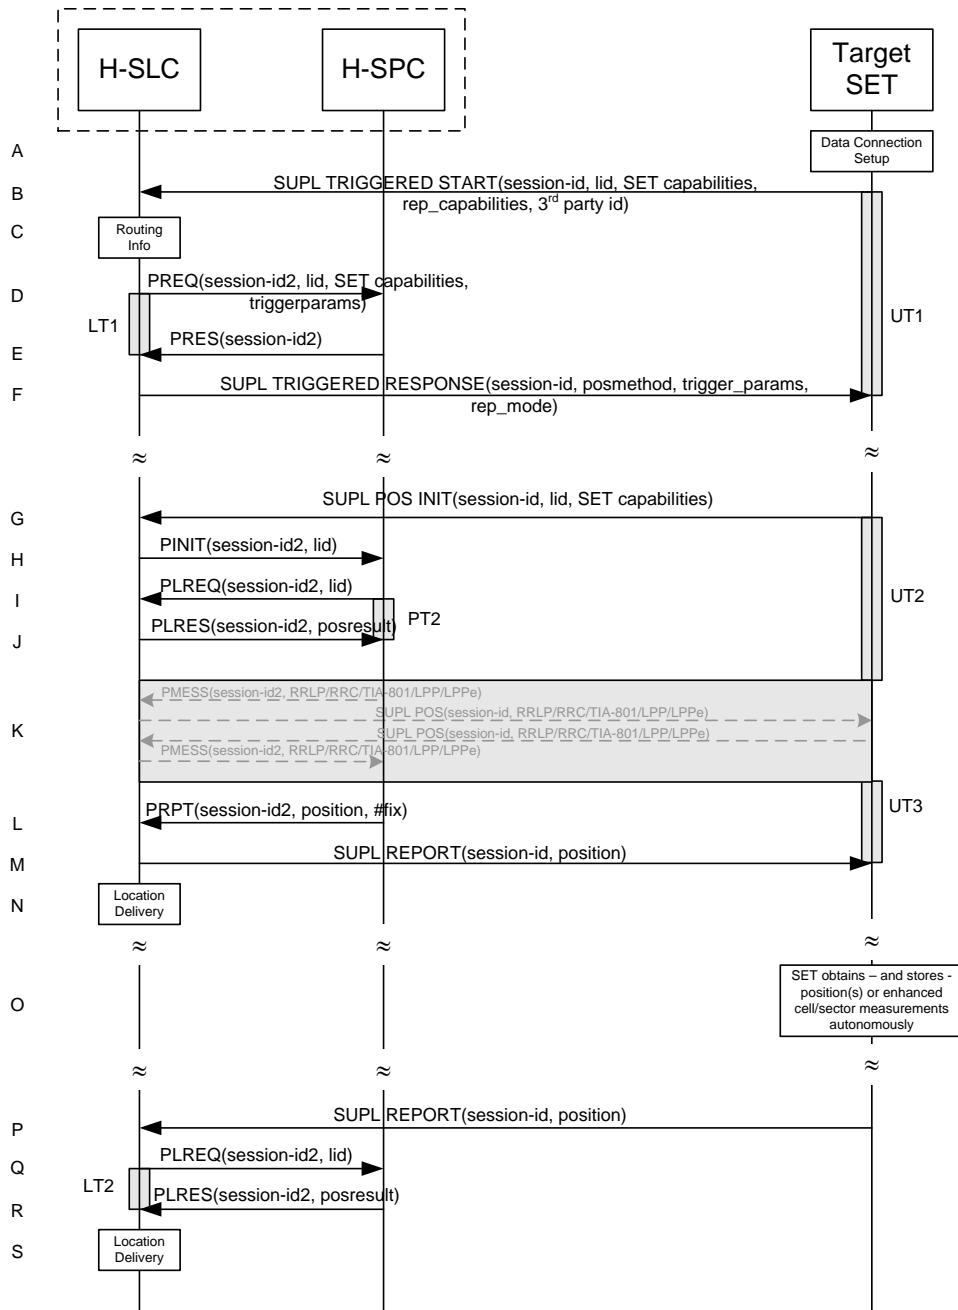 H-SLC
H-SPC
Target
SET
A
Data Connection
Setup
B
SUPL TRIGGERED START(session-id, lid, SET capabilities,
rep_capabilities, 3rd party id)
C
Routing
Info
D
PREQ(session-id2, lid, SET capabilities,
triggerparams)
LT1
UT1
E
PRES(session-id2)
F
SUPL TRIGGERED RESPONSE(session-id, posmethod, trigger_params,
rep_mode)
≈ ≈ ≈
G
SUPL POS INIT(session-id, lid, SET capabilities)
H
PINIT(session-id2, lid)
I
PLREQ(session-id2, lid)
UT2
PT2
J
PLRES(session-id2, posresult)
K
PMESS(session-id2, RRLP/RRC/TIA-801/LPP/LPPe)
SUPL POS(session-id, RRLP/RRC/TIA-801/LPP/LPPe)
SUPL POS(session-id, RRLP/RRC/TIA-801/LPP/LPPe)
PMESS(session-id2, RRLP/RRC/TIA-801/LPP/LPPe)
L
PRPT(session-id2, position, #fix)
UT3
M
SUPL REPORT(session-id, position)
N
Location
Delivery
≈ ≈ ≈
O
SET obtains – and stores -
position(s) or enhanced
cell/sector measurements
autonomously
≈ ≈ ≈
P
SUPL REPORT(session-id, position)
Q
PLREQ(session-id2, lid)
LT2
R
PLRES(session-id2, posresult)
S
Location
Delivery